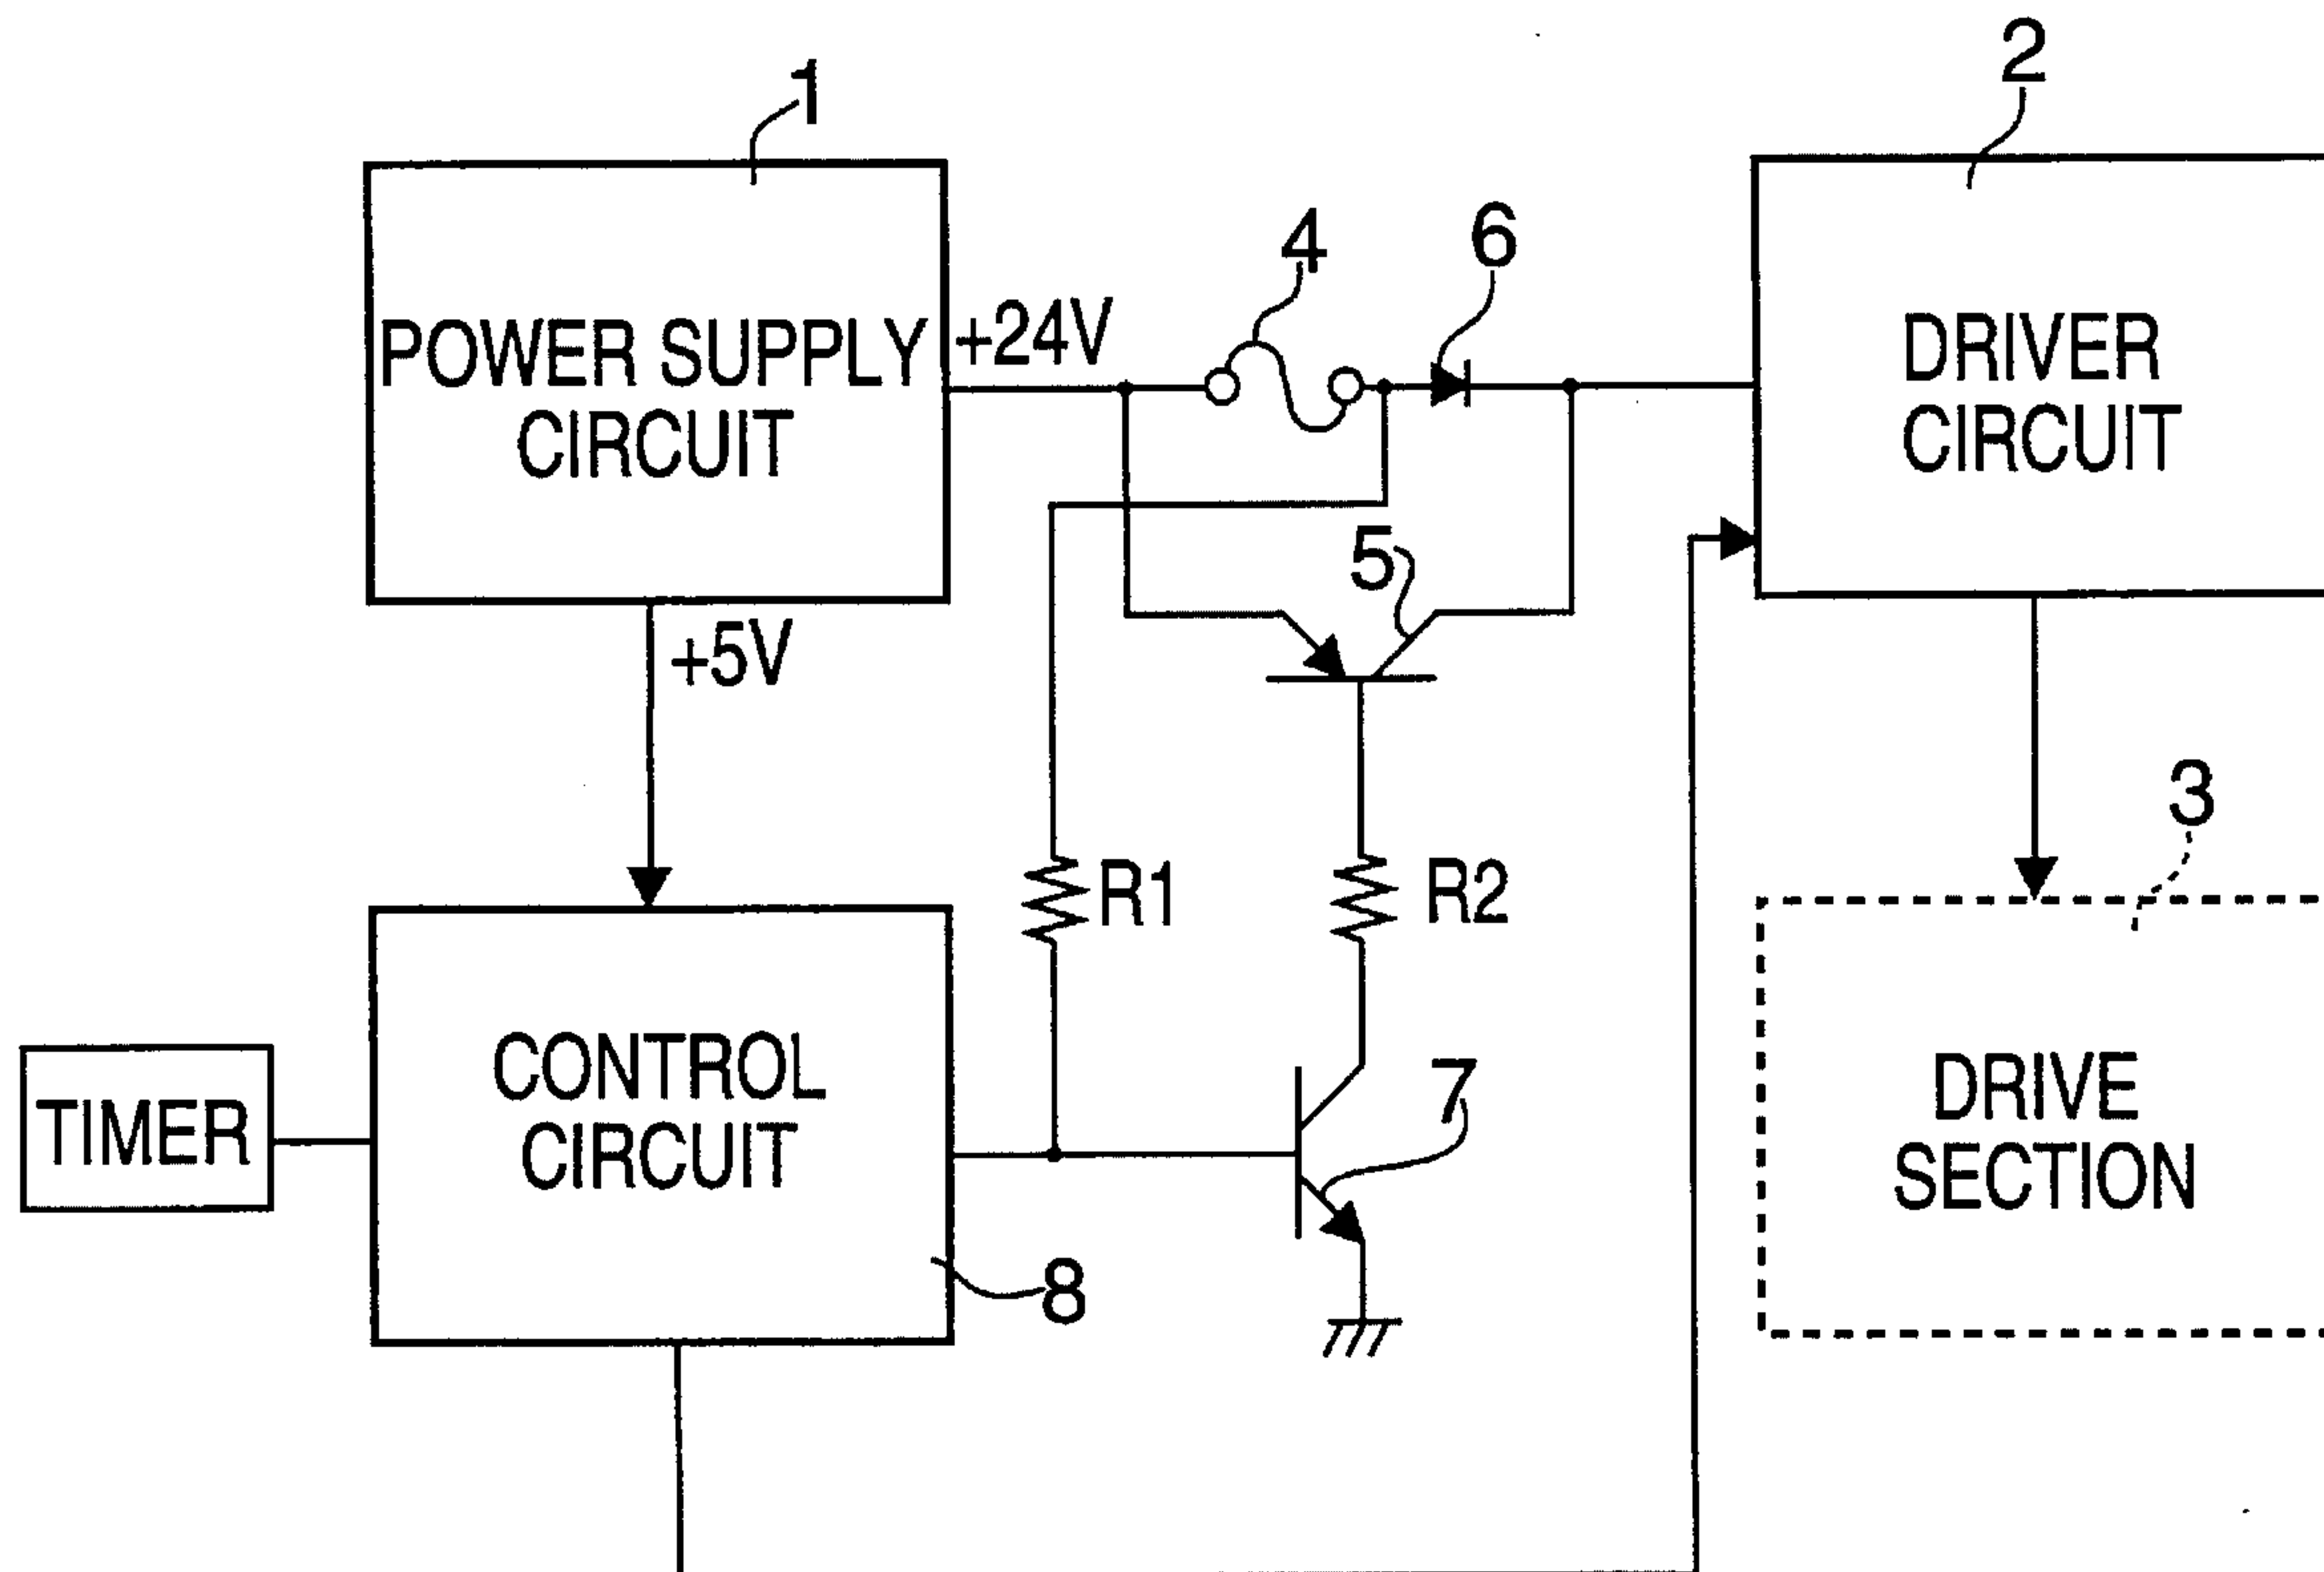 1
2
4
6
POWER SUPPLY
CIRCUIT
+24V
DRIVER
CIRCUIT
5
+5V
3
R1
R2
CONTROL
CIRCUIT
TIMER
7
DRIVE
SECTION
8